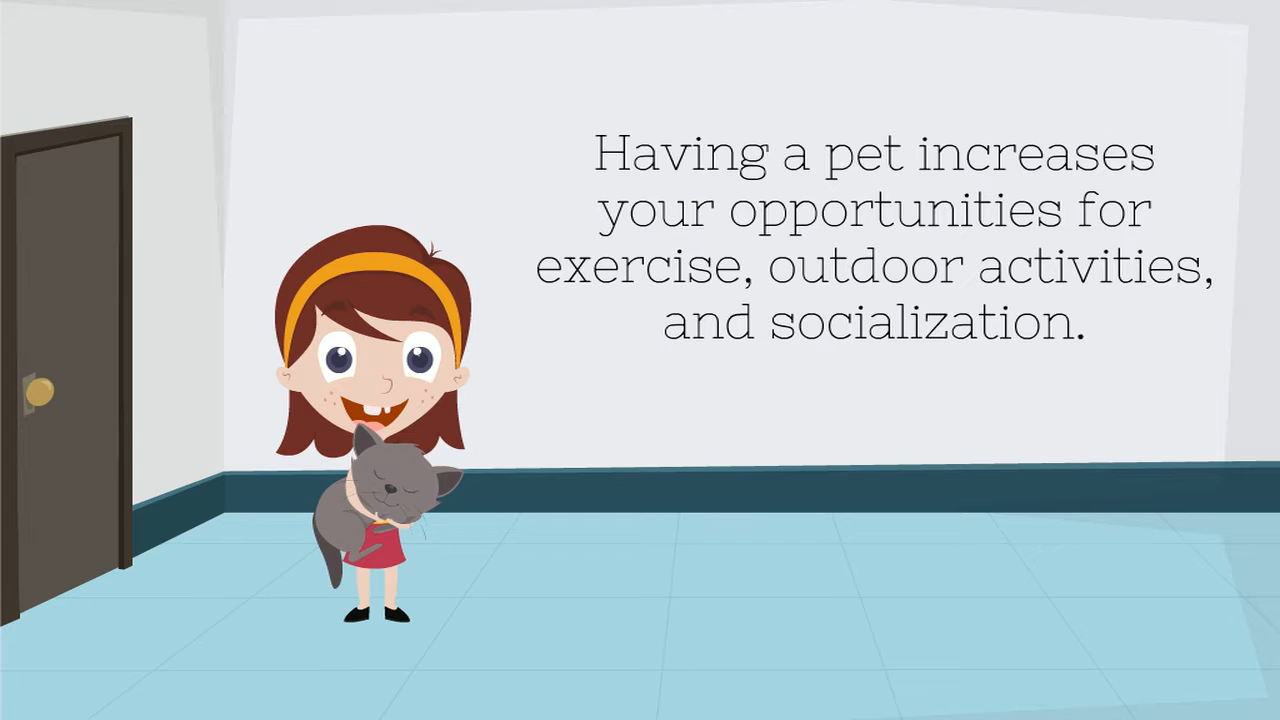 Having a pet increases
your opportunities for
exercise, outdoor activities,
and socialization.